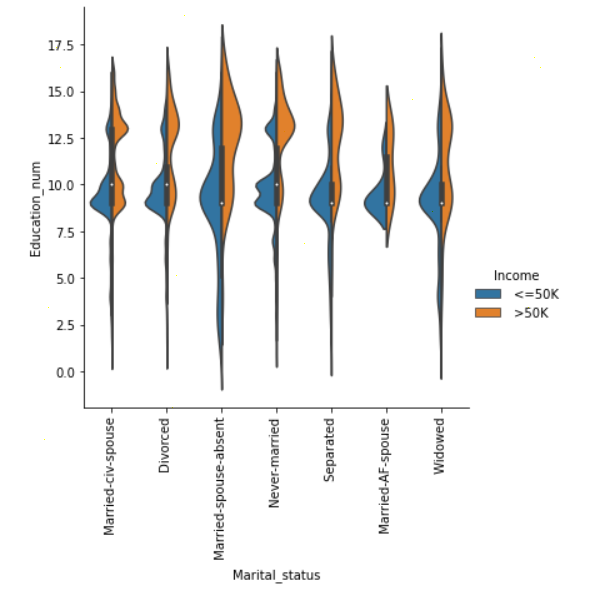 17.5
15.0
12.5
10.0
7.5
5.0
2.5
0.0
Education_num
Income
<=50K
>50K
Married-civ-spouse
Divorced
Married-spouse-absent
Never-married
Separated
Married-AF-spouse
Widowed
Marital_status